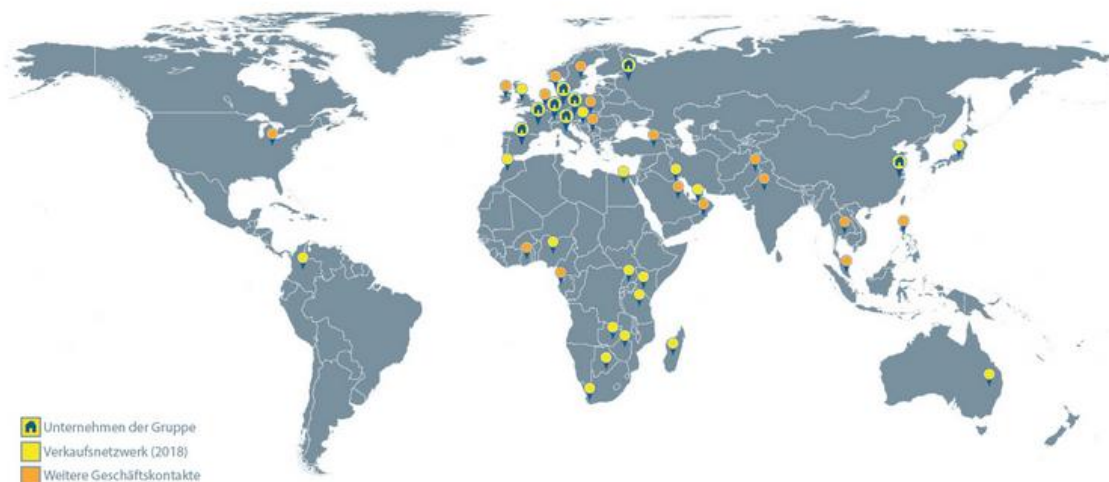 Unternehmen der Gruppe
Verkaufsnetzwerk (2018)
Weitere Geschäftskontakte